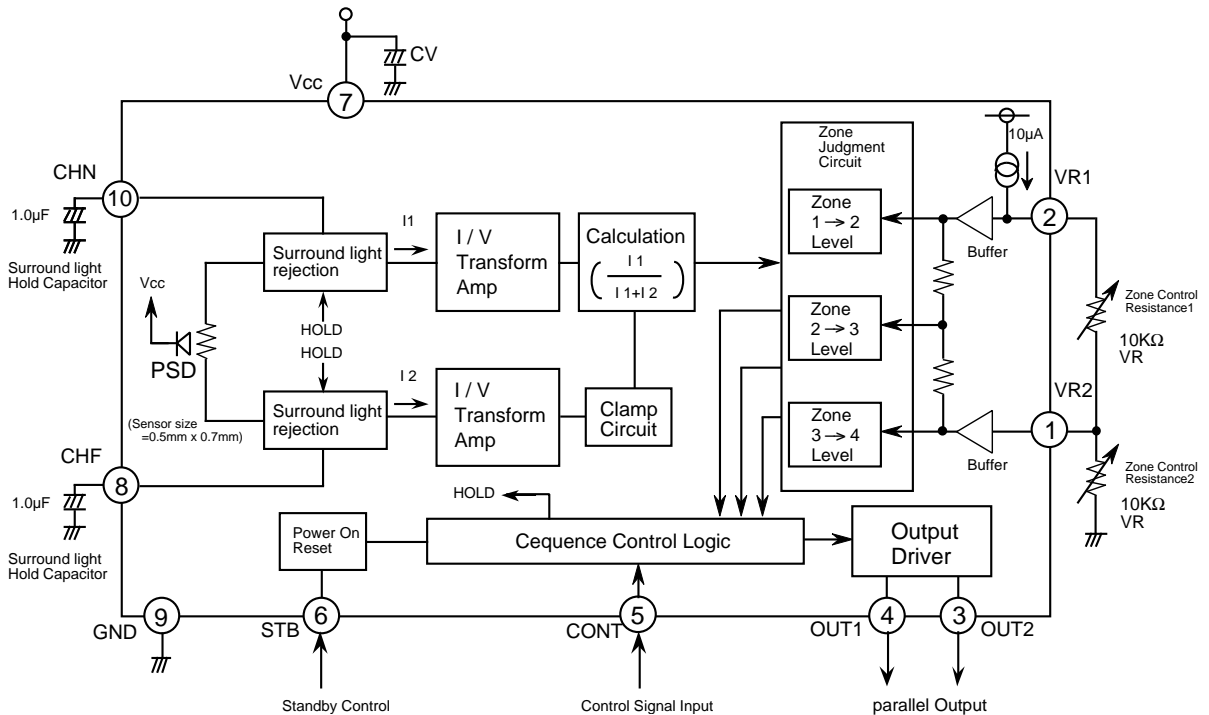 CV
Vcc
7
CHN
10
1.0μF
Surround light
Hold Capacitor
Vcc
PSD
(Sensor size
=0.5mm x 0.7mm)
CHF
8
1.0μF
Surround light
Hold Capacitor
Surround light
rejection
HOLD
HOLD
Surround light
rejection
I1
I / V
Transform
Amp
I 2
I / V
Transform
Amp
Calculation
( I 1 / I 1+I 2 )
Clamp
Circuit
Zone
Judgment
Circuit
Zone
1 → 2
Level
Zone
2 → 3
Level
Zone
3 → 4
Level
10μA
Buffer
Buffer
VR1
2
Zone Control
Resistance1
10KΩ
VR
VR2
1
Zone Control
Resistance2
10KΩ
VR
HOLD
Power On
Reset
Cequence Control Logic
Output
Driver
GND
9
STB
6
CONT
5
OUT1
4
3
OUT2
Standby Control
Control Signal Input
parallel Output